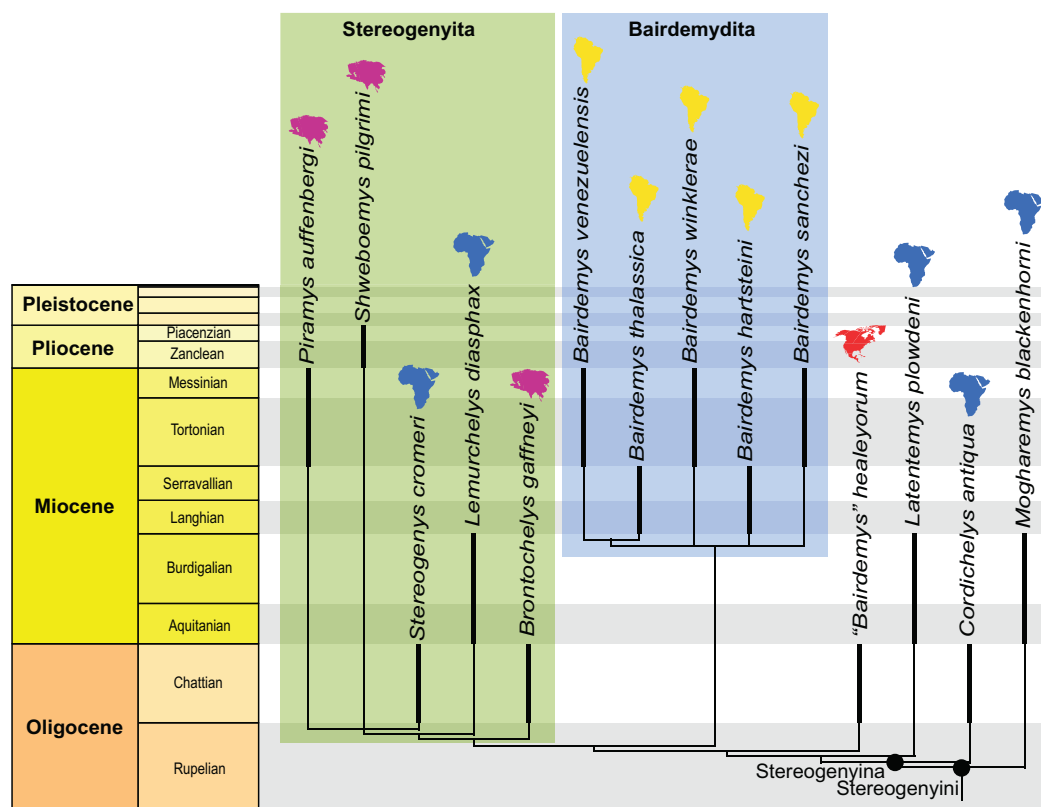 Stereogenyita
Bairdemydita
Piramys auffenbergi
Shweboemys pilgrimi
Stereogenys cromeri
Lemurchelys diasphax
Brontochelys gaffneyi
Bairdemys venezuelensis
Bairdemys thalassica
Bairdemys winklerae
Bairdemys hartsteini
Bairdemys sanchezi
“Bairdemys” healeyorum
Latentemys plowdeni
Cordichelys antiqua
Mogharemys blackenhorni
Pleistocene
Pliocene
Piacenzian
Zanclean
Miocene
Messinian
Tortonian
Serravallian
Langhian
Burdigalian
Aquitanian
Oligocene
Chattian
Rupelian
Stereogenyina
Stereogenyini